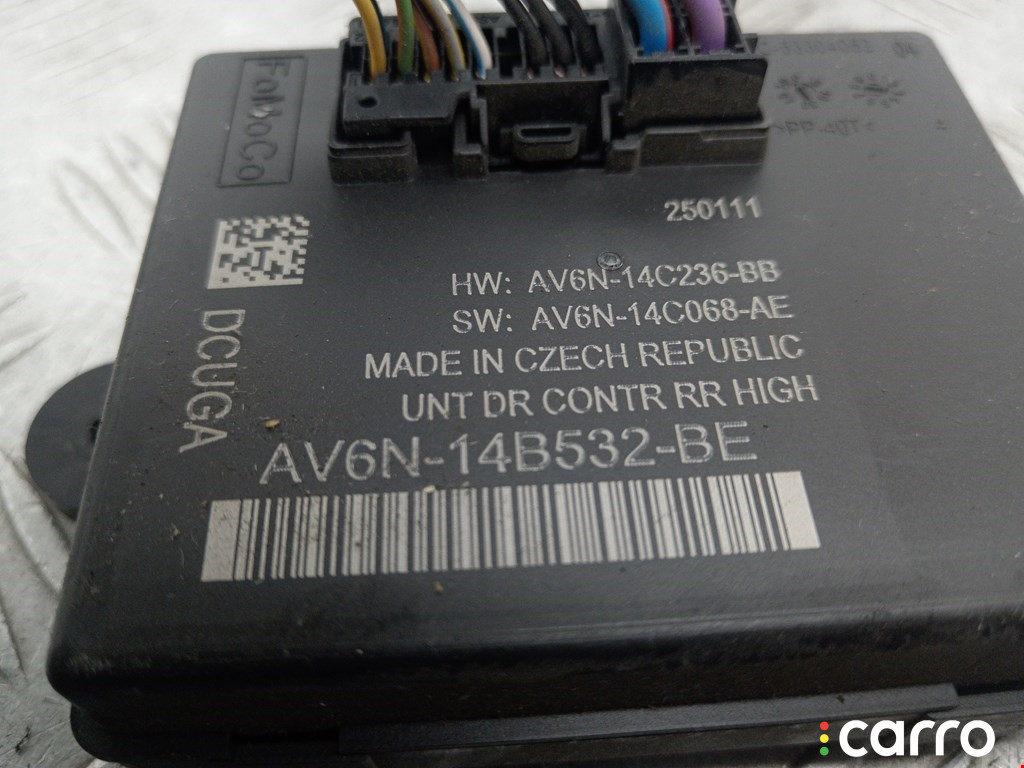 FoMoCo
250111
HW: AV6N-14C236-BB
SW: AV6N-14C068-AE
MADE IN CZECH REPUBLIC
UNT DR CONTR RR HIGH
DCUGA
AV6N-14B532-BE
carro